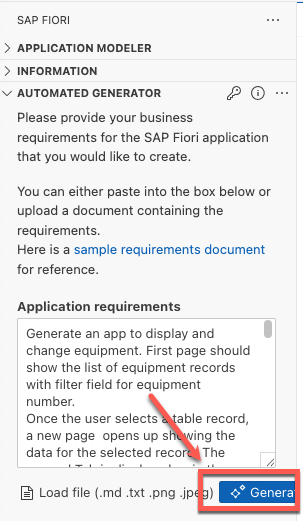 SAP FIORI
APPLICATION MODELER
INFORMATION
AUTOMATED GENERATOR
Please provide your business
requirements for the SAP Fiori application
that you would like to create.
You can either paste into the box below or
upload a document containing the
requirements.
Here is a sample requirements document
for reference.
Application requirements
Generate an app to display and
change equipment. First page should
show the list of equipment records
with filter field for equipment
number.
Once the user selects a table record,
a new page opens up showing the
data for the selected record. The
Load file (.md .txt .png .jpeg)
Genera